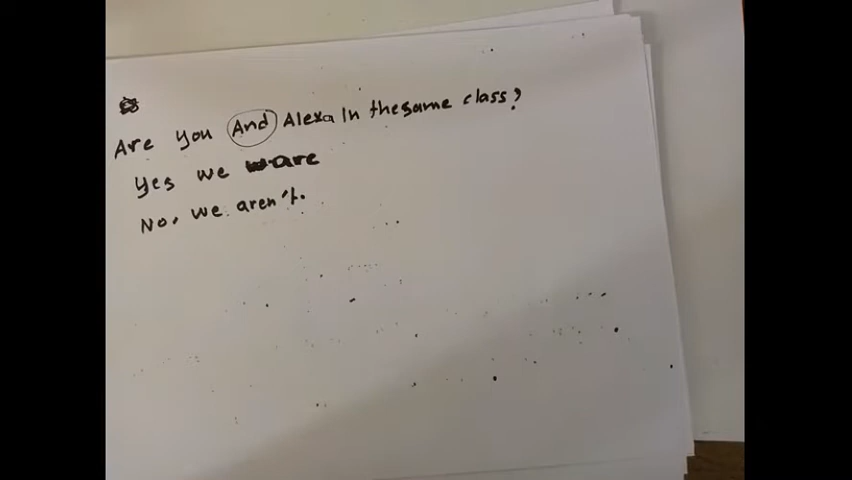 Are you And Alexa In the same class?
Yes we are
No, we aren't.